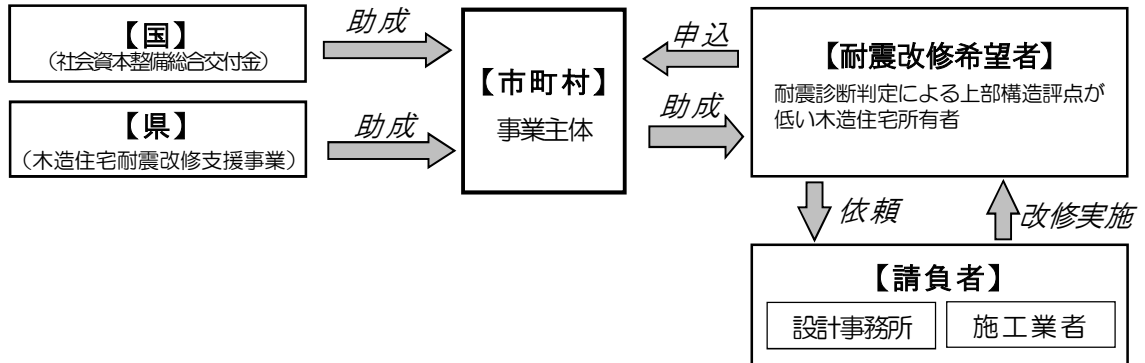 【国】
（社会資本整備総合交付金）
助成
【県】
（木造住宅耐震改修支援事業）
助成
【市町村】
事業主体
申込
助成
【耐震改修希望者】
耐震診断判定による上部構造評点が
低い木造住宅所有者
依頼
改修実施
【請負者】
設計事務所
施工業者